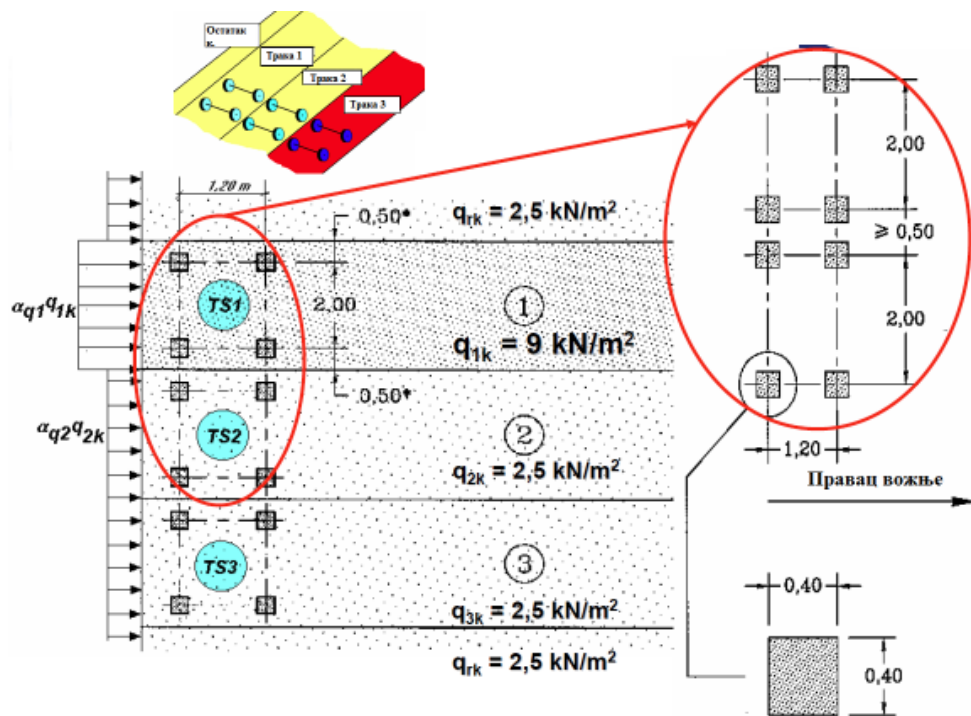 Остатак
к.
Трака 1
Трака 2
Трака 3
1,20 m
0,50*
q_rk = 2,5 kN/m²
α_q1q_1k
TS1
2,00
1
q_1k = 9 kN/m²
0,50*
α_q2q_2k
TS2
2
q_2k = 2,5 kN/m²
TS3
3
q_3k = 2,5 kN/m²
q_rk = 2,5 kN/m²
2,00
⩾ 0,50
2,00
1,20
Правац вожње
0,40
0,40